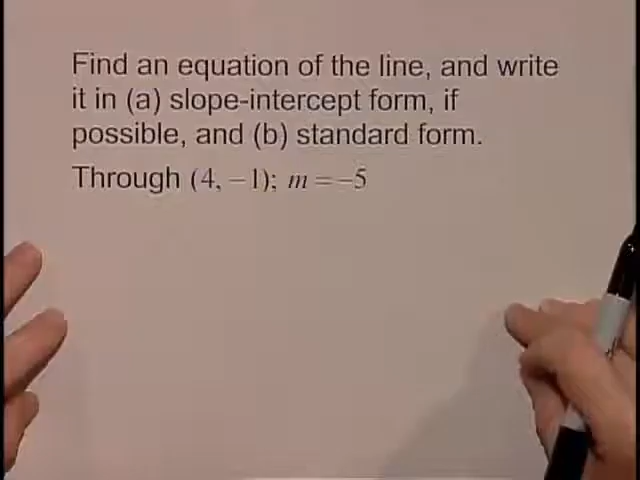 Find an equation of the line, and write
it in (a) slope-intercept form, if
possible, and (b) standard form.
Through (4, −1); m = −5